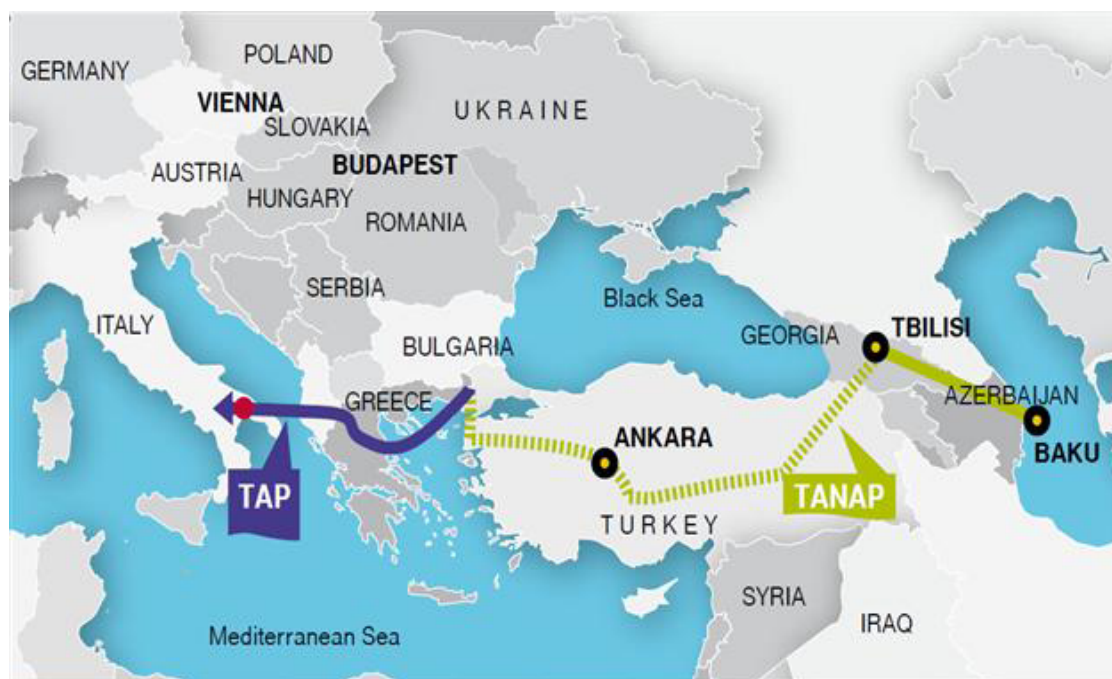 POLAND
GERMANY
VIENNA
UKRAINE
SLOVAKIA
BUDAPEST
AUSTRIA
HUNGARY
ROMANIA
SERBIA
Black Sea
ITALY
TBILISI
GEORGIA
BULGARIA
AZERBAIJAN
GREECE
ANKARA
BAKU
TAP
TANAP
TURKEY
SYRIA
IRAQ
Mediterranean Sea